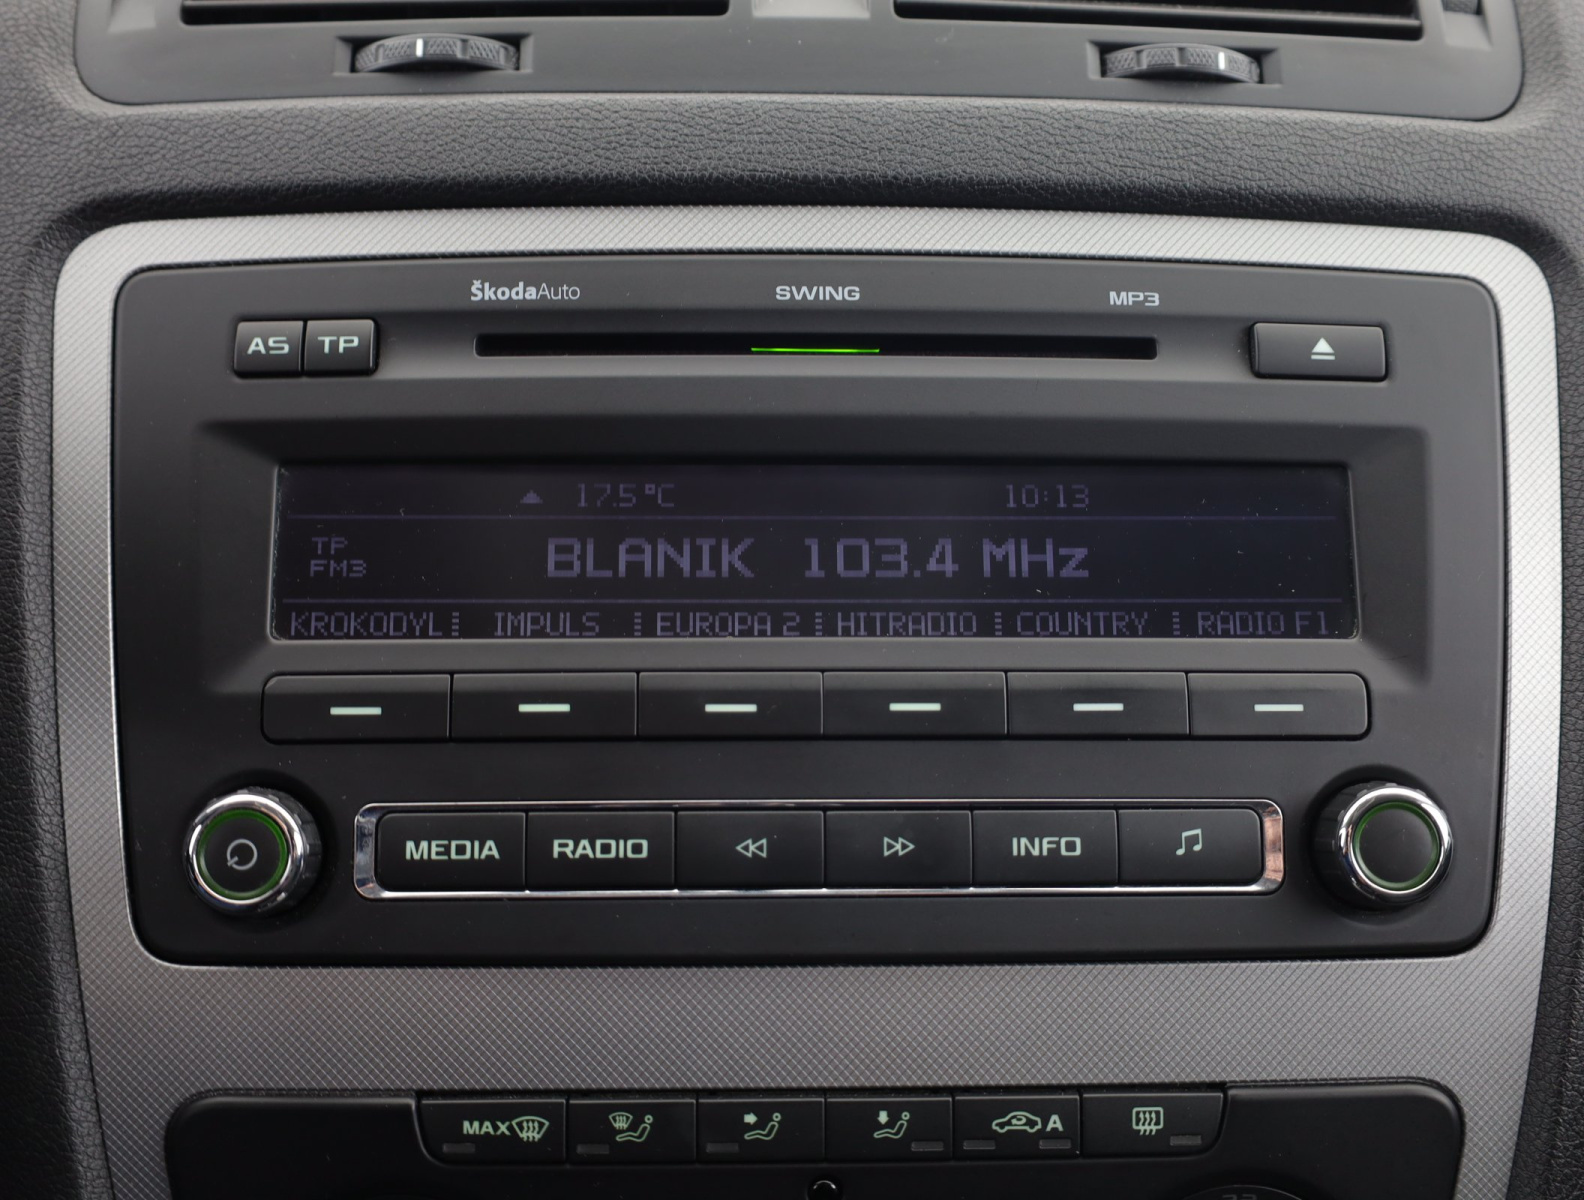 ŠkodaAuto SWING MP3
AS TP
17.5°C 10:13
TP
FM3
BLANIK 103.4 MHz
KROKODYL IMPULS EUROPA 2 HITRADIO COUNTRY RADIO F1
MEDIA RADIO INFO
MAX A